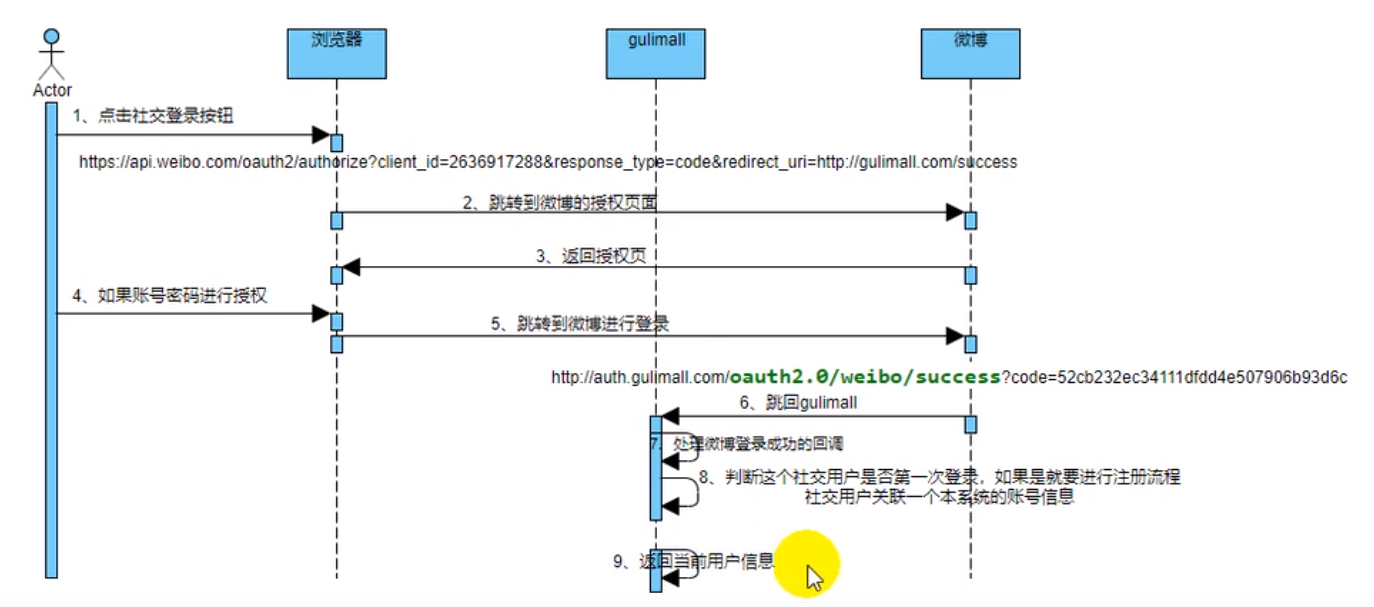 浏览器
gulimall
微博
Actor
1、点击社交登录按钮
https://api.weibo.com/oauth2/authorize?client_id=2636917288&response_type=code&redirect_uri=http://gulimall.com/success
2、跳转到微博的授权页面
3、返回授权页
4、如果账号密码进行授权
5、跳转到微博进行登录
http://auth.gulimall.com/oauth2.0/weibo/success?code=52cb232ec34111dfdd4e507906b93d6c
6、跳回gulimall
7、处理微博登录成功的回调
8、判断这个社交用户是否第一次登录，如果是就要进行注册流程
社交用户关联一个本系统的账号信息
9、返回当前用户信息